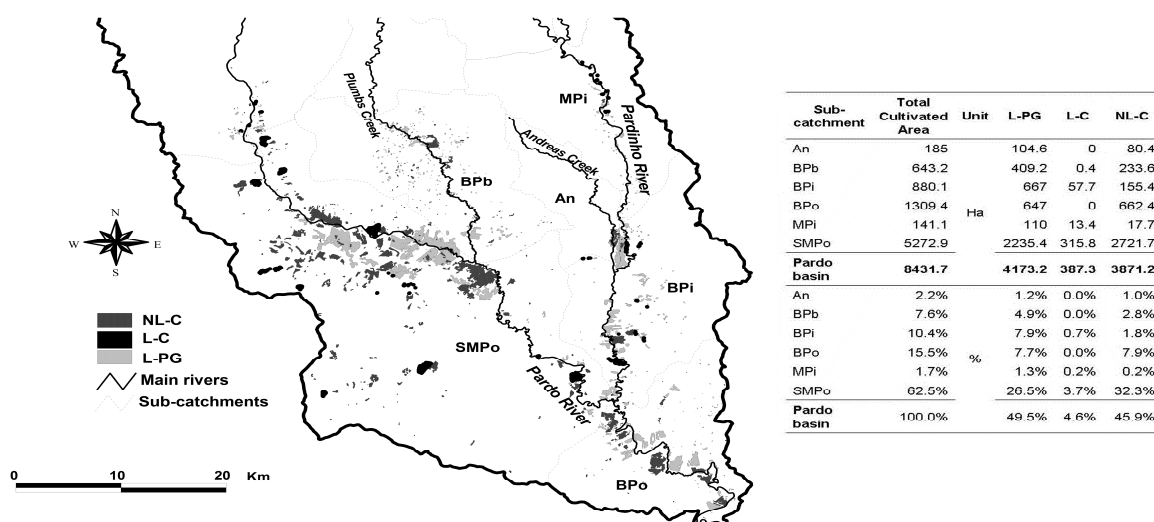 MPi
Plumbs Creek
Pardinho River
Andreas Creek
BPb
An
N
W E
S
BPi
NL-C
L-C
L-PG
Main rivers
Sub-catchments
SMPo
Pardo River
BPo
0 10 20 Km
Sub-catchment Total Cultivated Area Unit L-PG L-C NL-C
An 185 104.6 0 80.4
BPb 643.2 409.2 0.4 233.6
BPi 880.1 667 57.7 155.4
BPo 1309.4 647 0 662.4
Ha
MPi 141.1 110 13.4 17.7
SMPo 5272.9 2235.4 315.8 2721.7
Pardo basin 8431.7 4173.2 387.3 3871.2
An 2.2% 1.2% 0.0% 1.0%
BPb 7.6% 4.9% 0.0% 2.8%
BPi 10.4% 7.9% 0.7% 1.8%
BPo 15.5% 7.7% 0.0% 7.9%
%
MPi 1.7% 1.3% 0.2% 0.2%
SMPo 62.5% 26.5% 3.7% 32.3%
Pardo basin 100.0% 49.5% 4.6% 45.9%